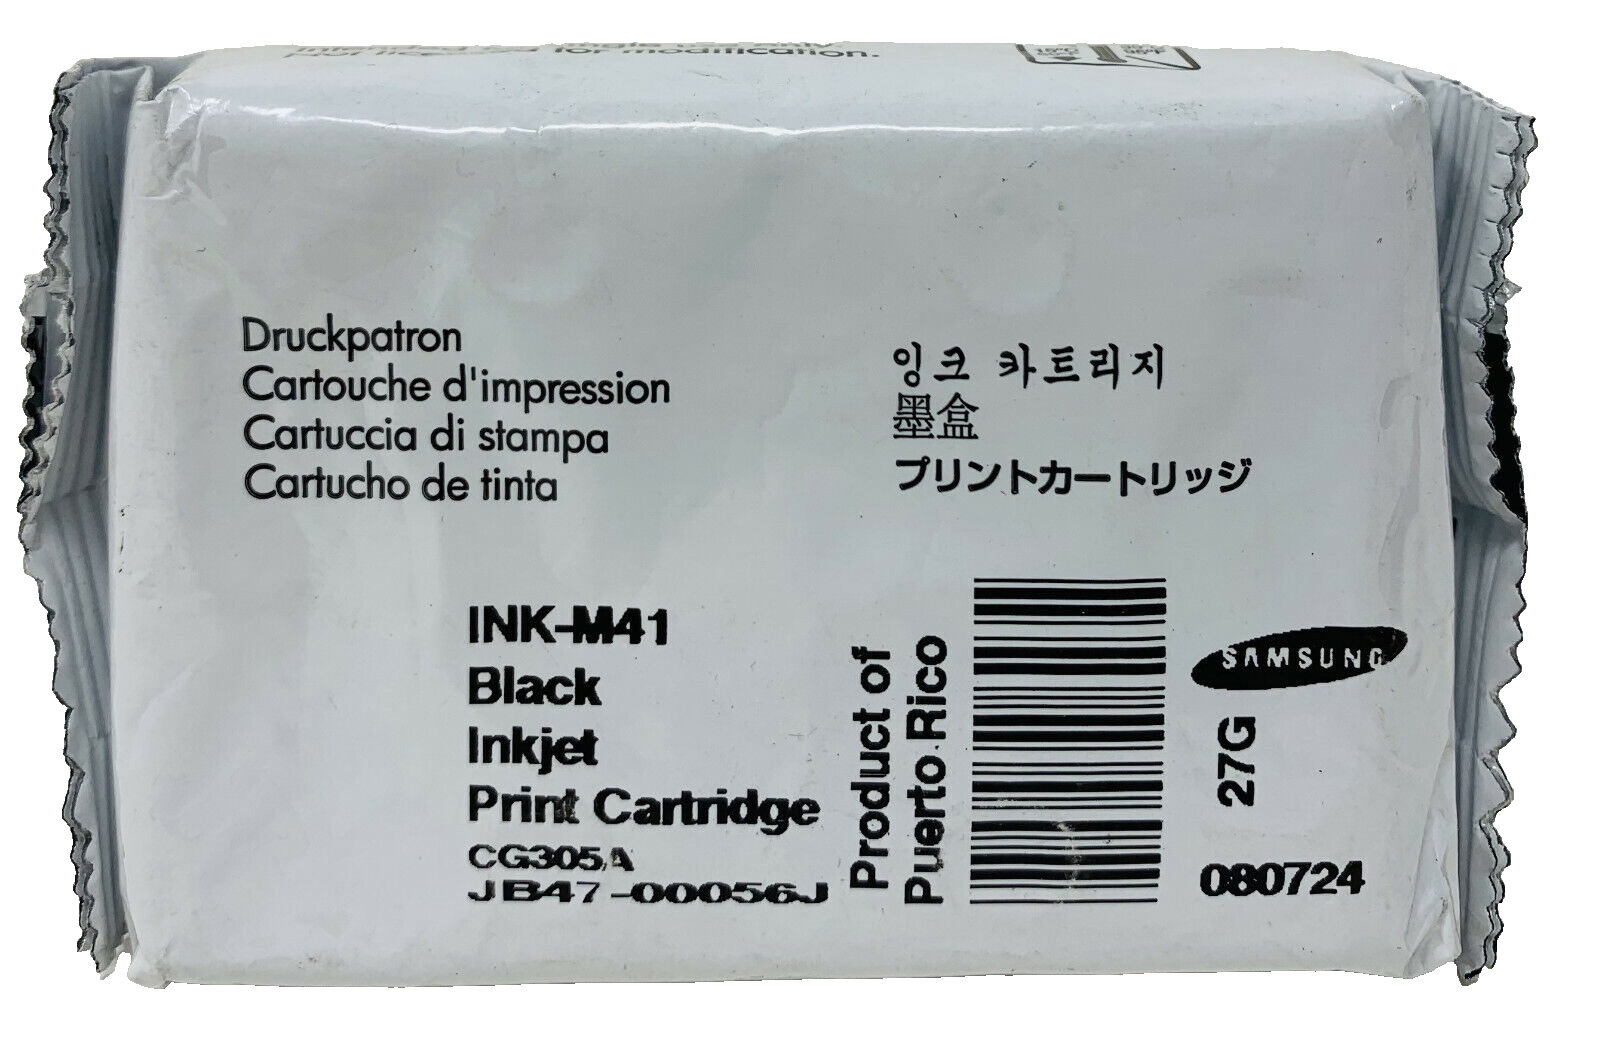 for modification.
Druckpatron
Cartouche d'impression
Cartuccia di stampa
Cartucho de tinta
잉크 카트리지
墨盒
プリントカートリッジ
INK-M41
Black
Inkjet
Print Cartridge
CG305A
JB47-00056J
Product of
Puerto Rico
SAMSUNG
27G
080724